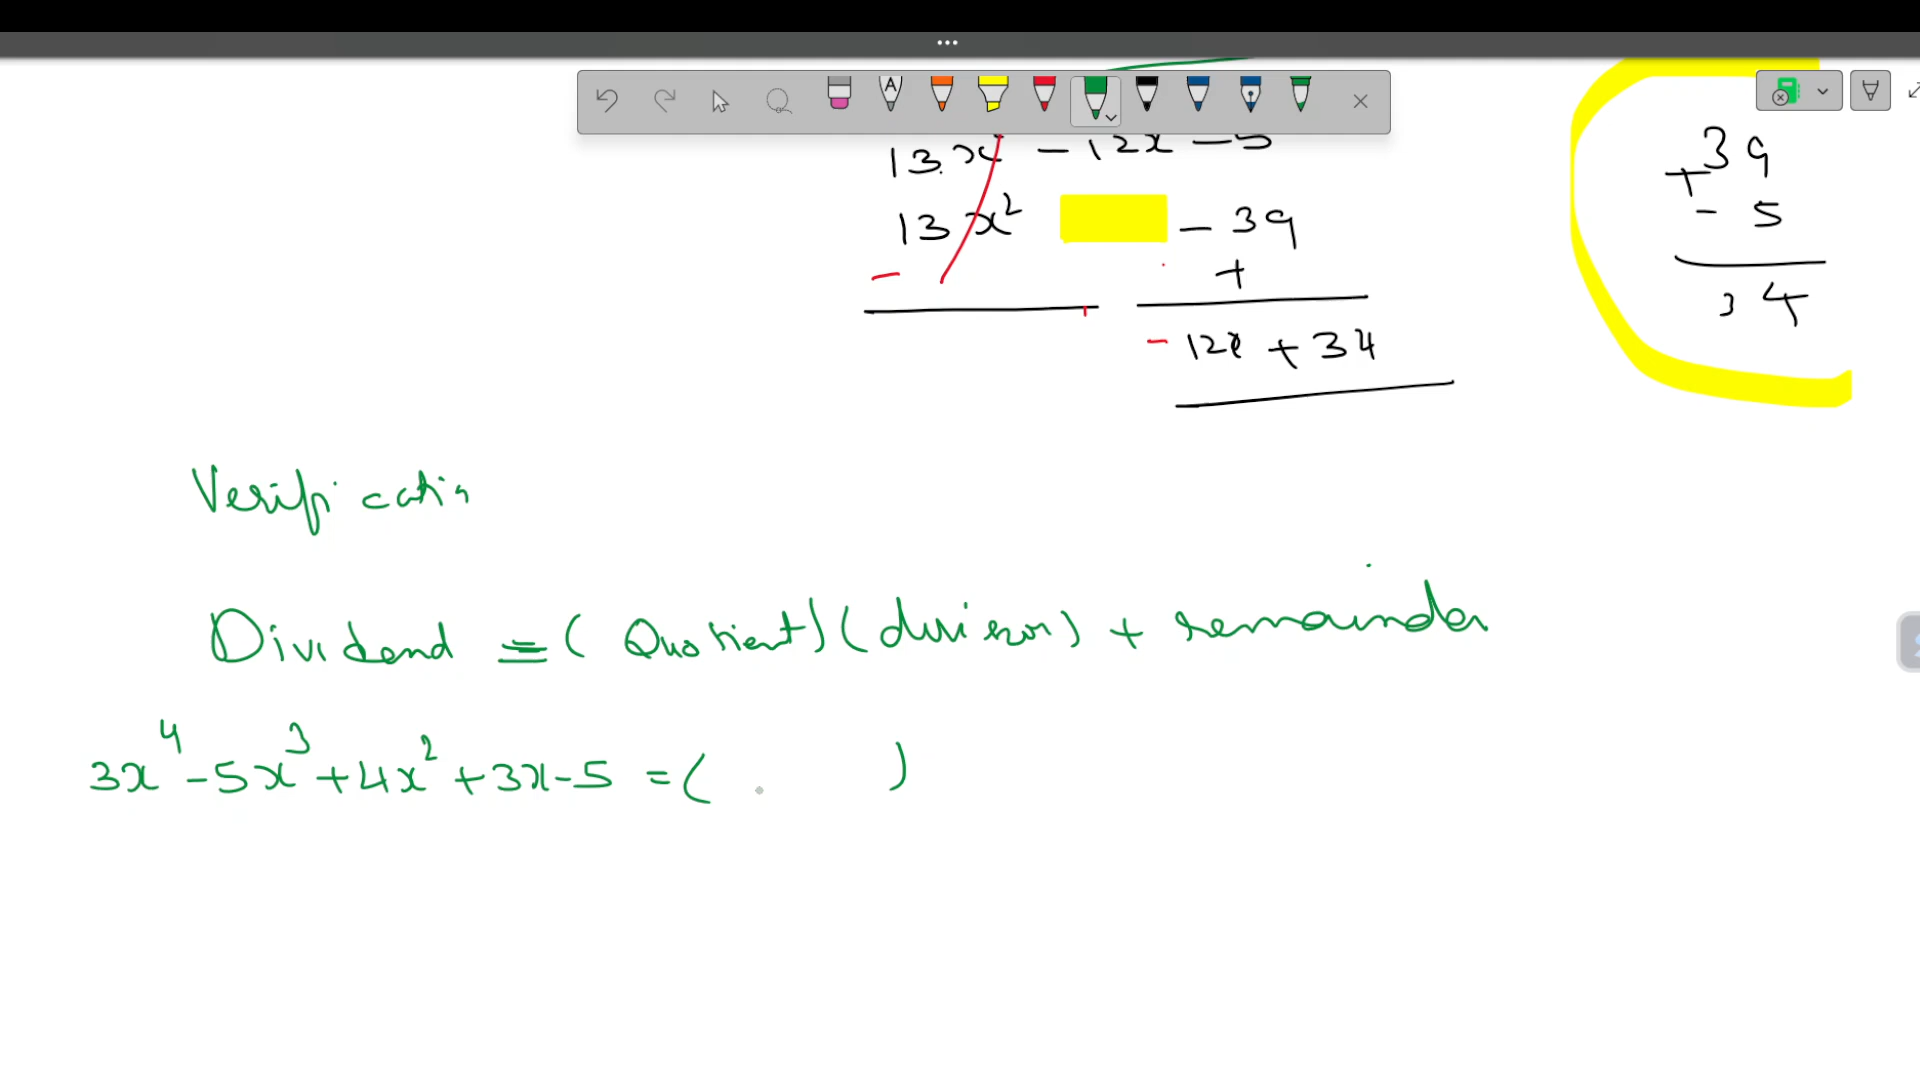 13x² - 12x - 5
13x² - 39
- +
- 12x + 34
39
+
- 5
34
Verification
Dividend = (Quotient) (divisor) + remainder
3x⁴ - 5x³ + 4x² + 3x - 5 = ( )